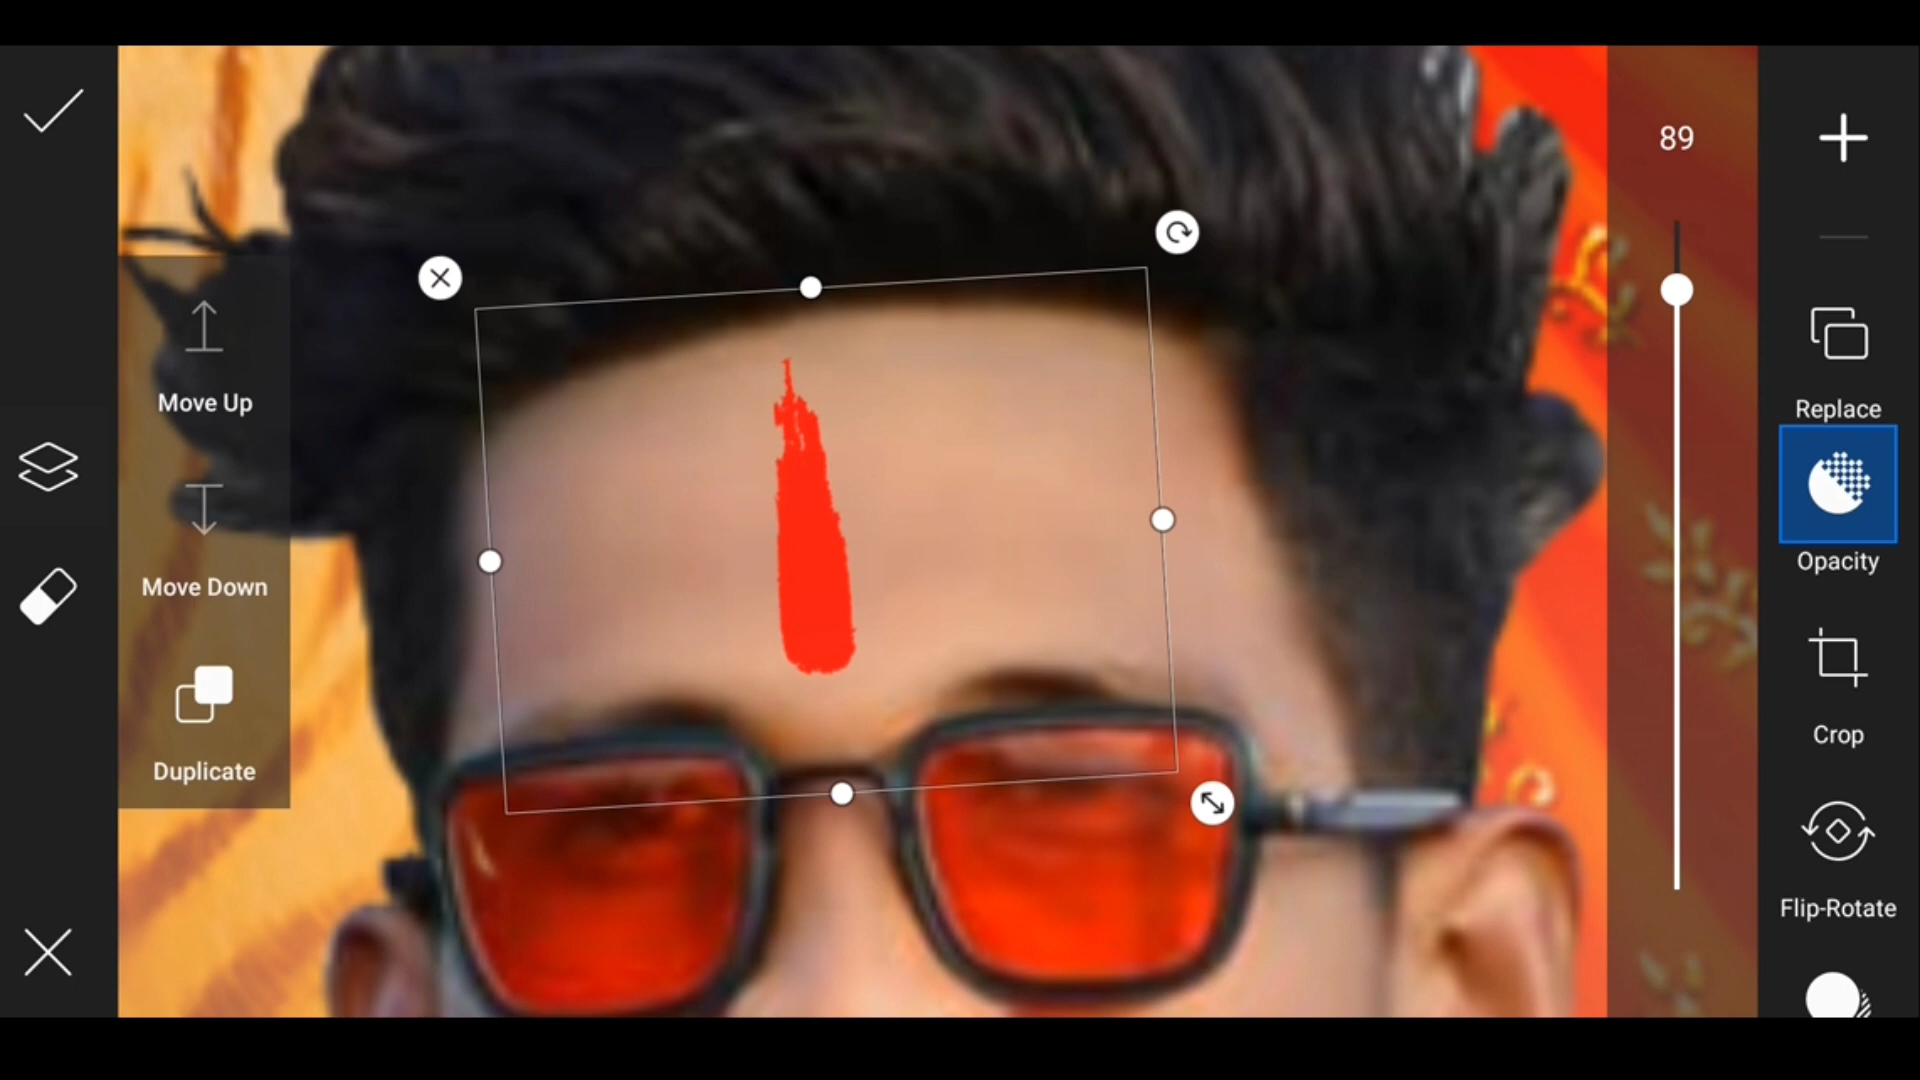 89
Move Up
Move Down
Duplicate
Replace
Opacity
Crop
Flip-Rotate